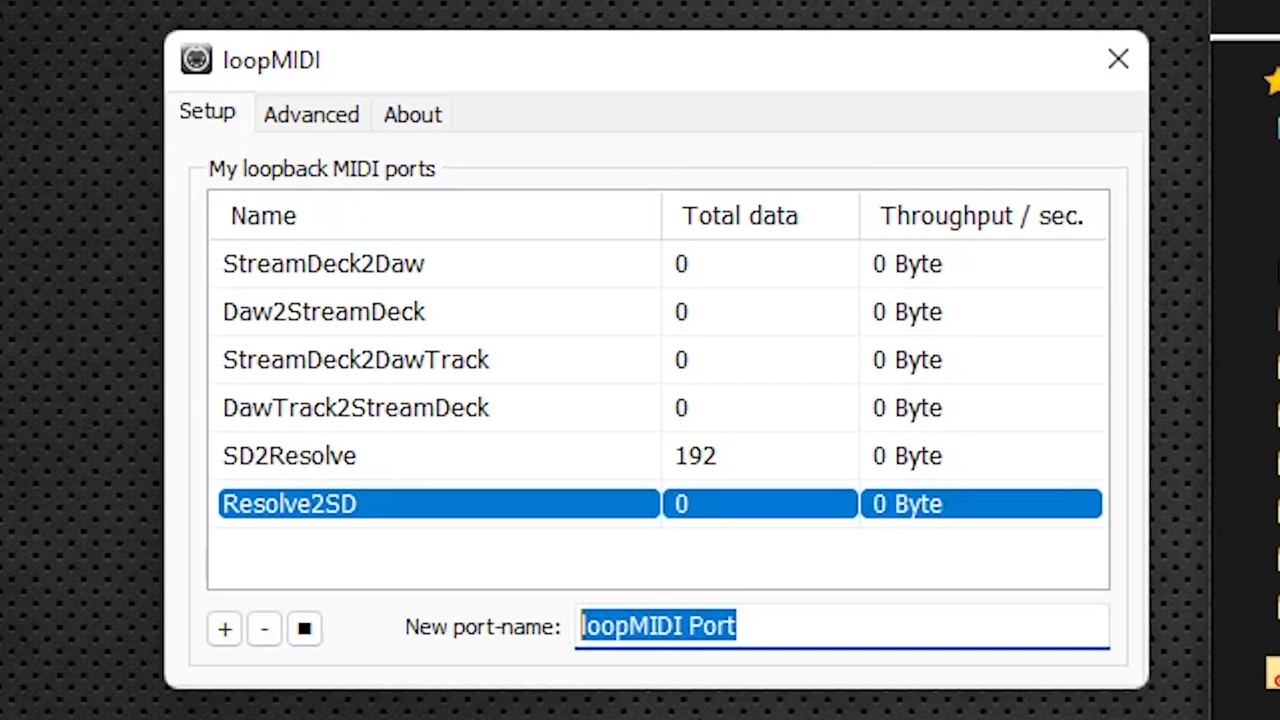 loopMIDI
Setup Advanced About
My loopback MIDI ports
Name Total data Throughput / sec.
StreamDeck2Daw 0 0 Byte
Daw2StreamDeck 0 0 Byte
StreamDeck2DawTrack 0 0 Byte
DawTrack2StreamDeck 0 0 Byte
SD2Resolve 192 0 Byte
Resolve2SD 0 0 Byte
+ - New port-name: loopMIDI Port